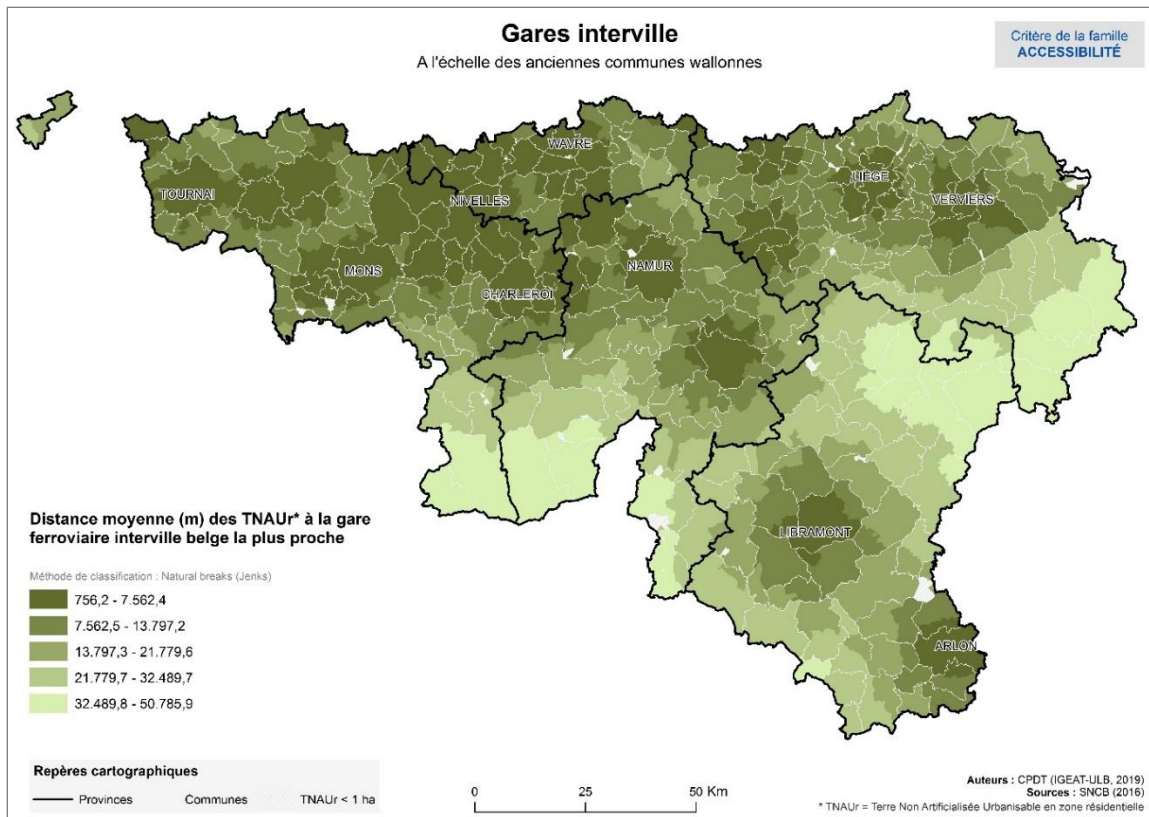 Gares interville
A l'échelle des anciennes communes wallonnes
Critère de la famille
ACCESSIBILITÉ
WAVRE
TOURNAI
NIVELLES
LIÈGE
VERVIERS
MONS
NAMUR
CHARLEROI
LIBRAMONT
ARLON
Distance moyenne (m) des TNAUr* à la gare
ferroviaire interville belge la plus proche
Méthode de classification : Natural breaks (Jenks)
756,2 - 7.562,4
7.562,5 - 13.797,2
13.797,3 - 21.779,6
21.779,7 - 32.489,7
32.489,8 - 50.785,9
Repères cartographiques
Provinces Communes TNAUr < 1 ha
0 25 50 Km
Auteurs : CPDT (IGEAT-ULB, 2019)
Sources : SNCB (2016)
* TNAUr = Terre Non Artificialisée Urbanisable en zone résidentielle